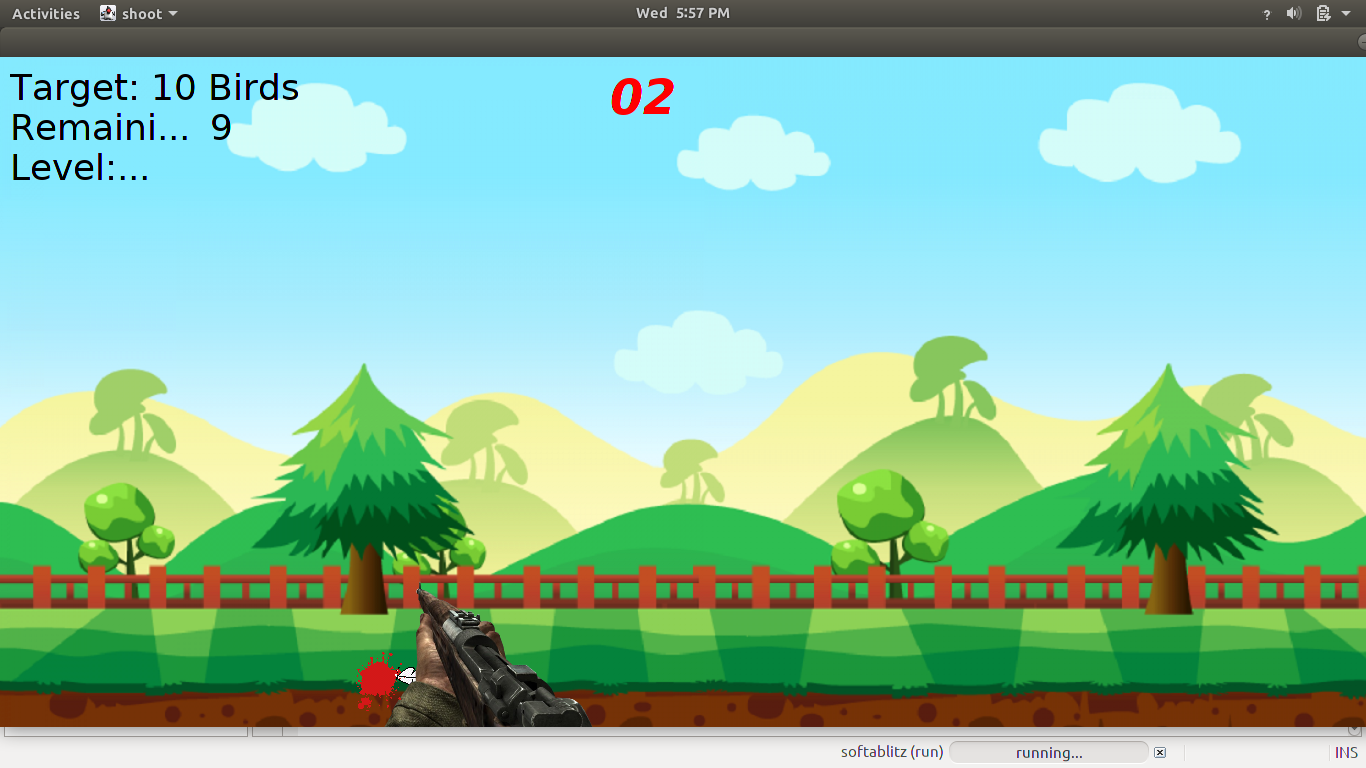 Activities shoot Wed 5:57 PM ?
Target: 10 Birds
02
Remaini... 9
Level:...
softablitz (run) running... INS